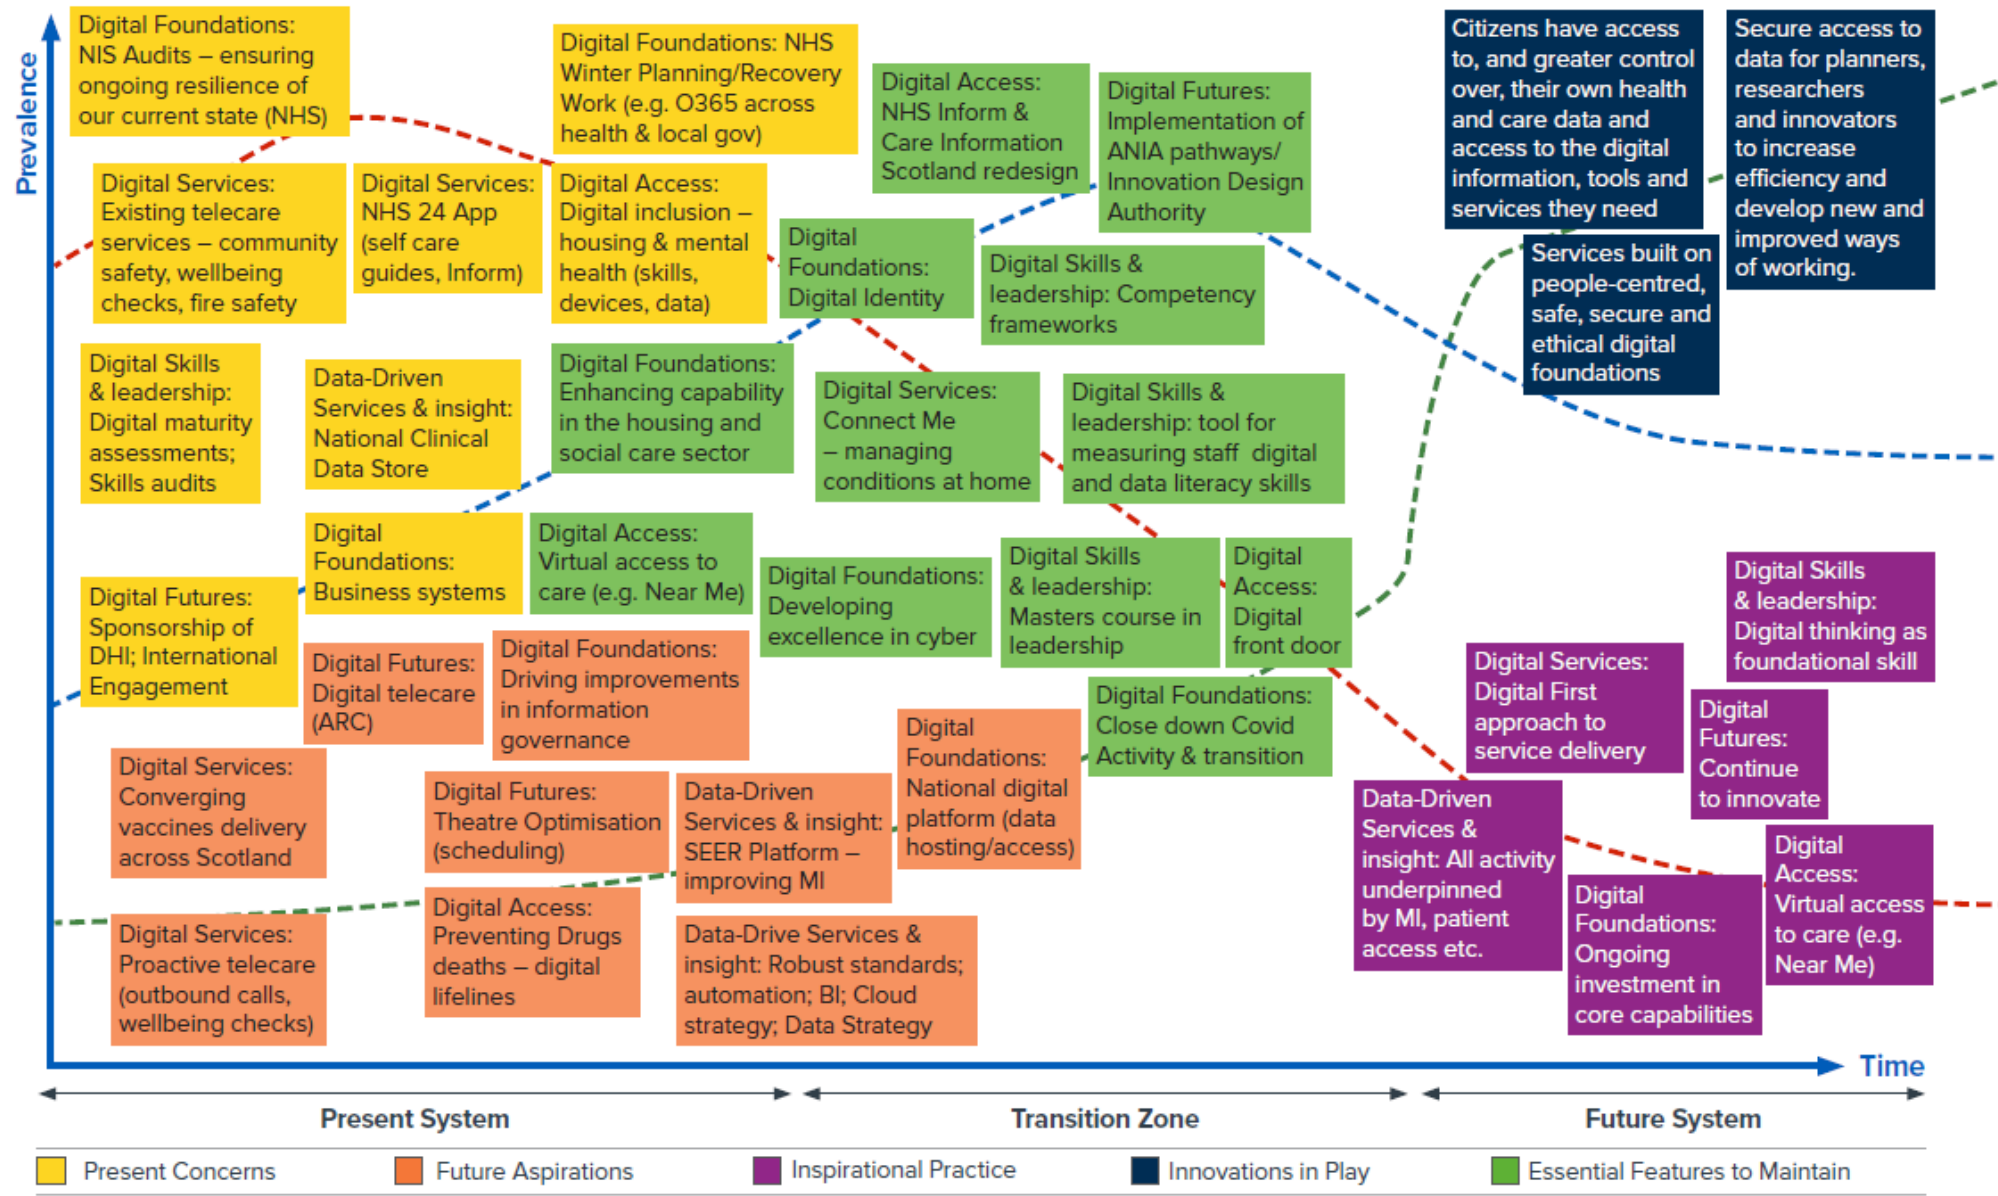 Prevalence
Digital Foundations:
NIS Audits – ensuring
ongoing resilience of
our current state (NHS)
Digital Foundations: NHS
Winter Planning/Recovery
Work (e.g. O365 across
health & local gov)
Digital Access:
NHS Inform &
Care Information
Scotland redesign
Digital Futures:
Implementation of
ANIA pathways/
Innovation Design
Authority
Citizens have access
to, and greater control
over, their own health
and care data and
access to the digital
information, tools and
services they need
Secure access to
data for planners,
researchers
and innovators
to increase
efficiency and
develop new and
improved ways
of working.
Digital Services:
Existing telecare
services – community
safety, wellbeing
checks, fire safety
Digital Services:
NHS 24 App
(self care
guides, Inform)
Digital Access:
Digital inclusion –
housing & mental
health (skills,
devices, data)
Digital
Foundations:
Digital Identity
Digital Skills &
leadership: Competency
frameworks
Services built on
people-centred,
safe, secure and
ethical digital
foundations
Digital Skills
& leadership:
Digital maturity
assessments;
Skills audits
Data-Driven
Services & insight:
National Clinical
Data Store
Digital Foundations:
Enhancing capability
in the housing and
social care sector
Digital Services:
Connect Me
– managing
conditions at home
Digital Skills &
leadership: tool for
measuring staff digital
and data literacy skills
Digital
Foundations:
Business systems
Digital Access:
Virtual access to
care (e.g. Near Me)
Digital Foundations:
Developing
excellence in cyber
Digital Skills
& leadership:
Masters course in
leadership
Digital
Access:
Digital
front door
Digital Skills
& leadership:
Digital thinking as
foundational skill
Digital Futures:
Sponsorship of
DHI; International
Engagement
Digital Futures:
Digital telecare
(ARC)
Digital Foundations:
Driving improvements
in information
governance
Digital Services:
Digital First
approach to
service delivery
Digital Foundations:
Close down Covid
Activity & transition
Digital
Futures:
Continue
to innovate
Digital
Foundations:
National digital
platform (data
hosting/access)
Digital Services:
Converging
vaccines delivery
across Scotland
Digital Futures:
Theatre Optimisation
(scheduling)
Data-Driven
Services & insight:
SEER Platform –
improving MI
Data-Driven
Services &
insight: All activity
underpinned
by MI, patient
access etc.
Digital
Access:
Virtual access
to care (e.g.
Near Me)
Digital
Foundations:
Ongoing
investment in
core capabilities
Digital Services:
Proactive telecare
(outbound calls,
wellbeing checks)
Digital Access:
Preventing Drugs
deaths – digital
lifelines
Data-Drive Services &
insight: Robust standards;
automation; BI; Cloud
strategy; Data Strategy
Time
Present System
Transition Zone
Future System
Present Concerns
Future Aspirations
Inspirational Practice
Innovations in Play
Essential Features to Maintain